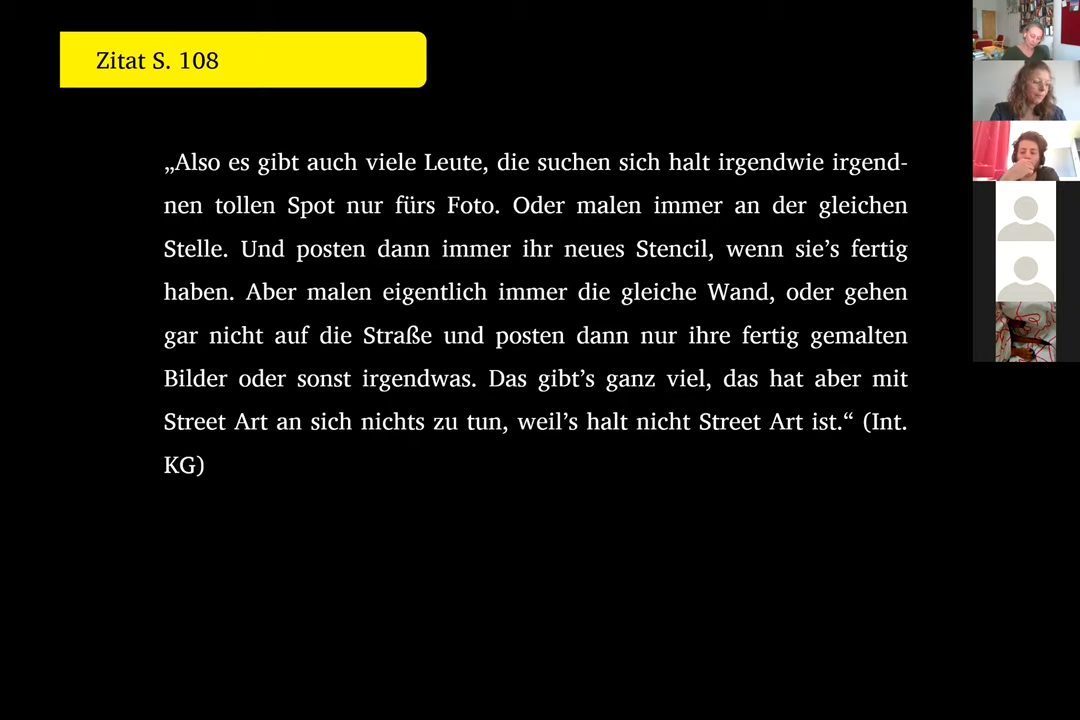 Zitat S. 108
„Also es gibt auch viele Leute, die suchen sich halt irgendwie irgend-
nen tollen Spot nur fürs Foto. Oder malen immer an der gleichen
Stelle. Und posten dann immer ihr neues Stencil, wenn sie’s fertig
haben. Aber malen eigentlich immer die gleiche Wand, oder gehen
gar nicht auf die Straße und posten dann nur ihre fertig gemalten
Bilder oder sonst irgendwas. Das gibt’s ganz viel, das hat aber mit
Street Art an sich nichts zu tun, weil’s halt nicht Street Art ist.“ (Int.
KG)